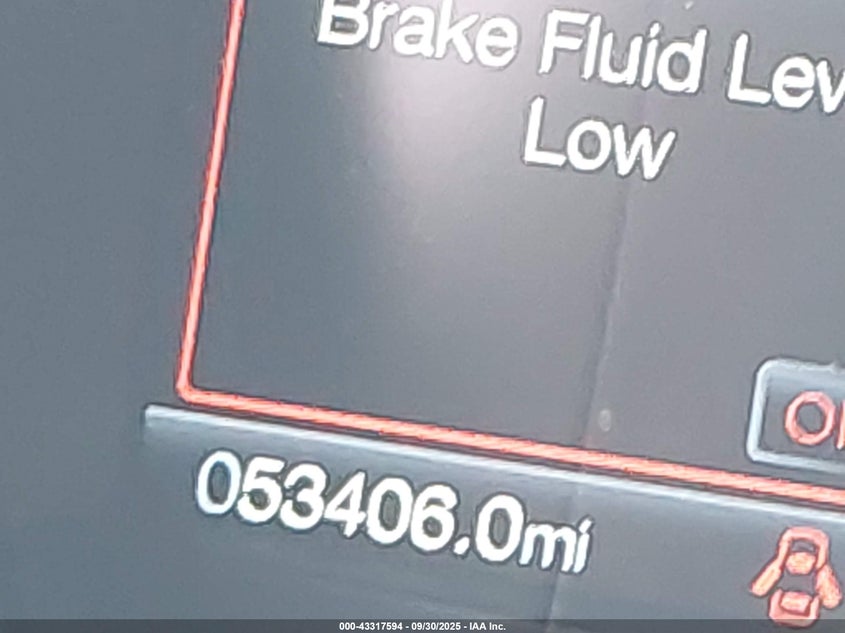 Brake Fluid Lev
Low
053406.0mi
000-43317594 - 09/30/2025 - IAA Inc.